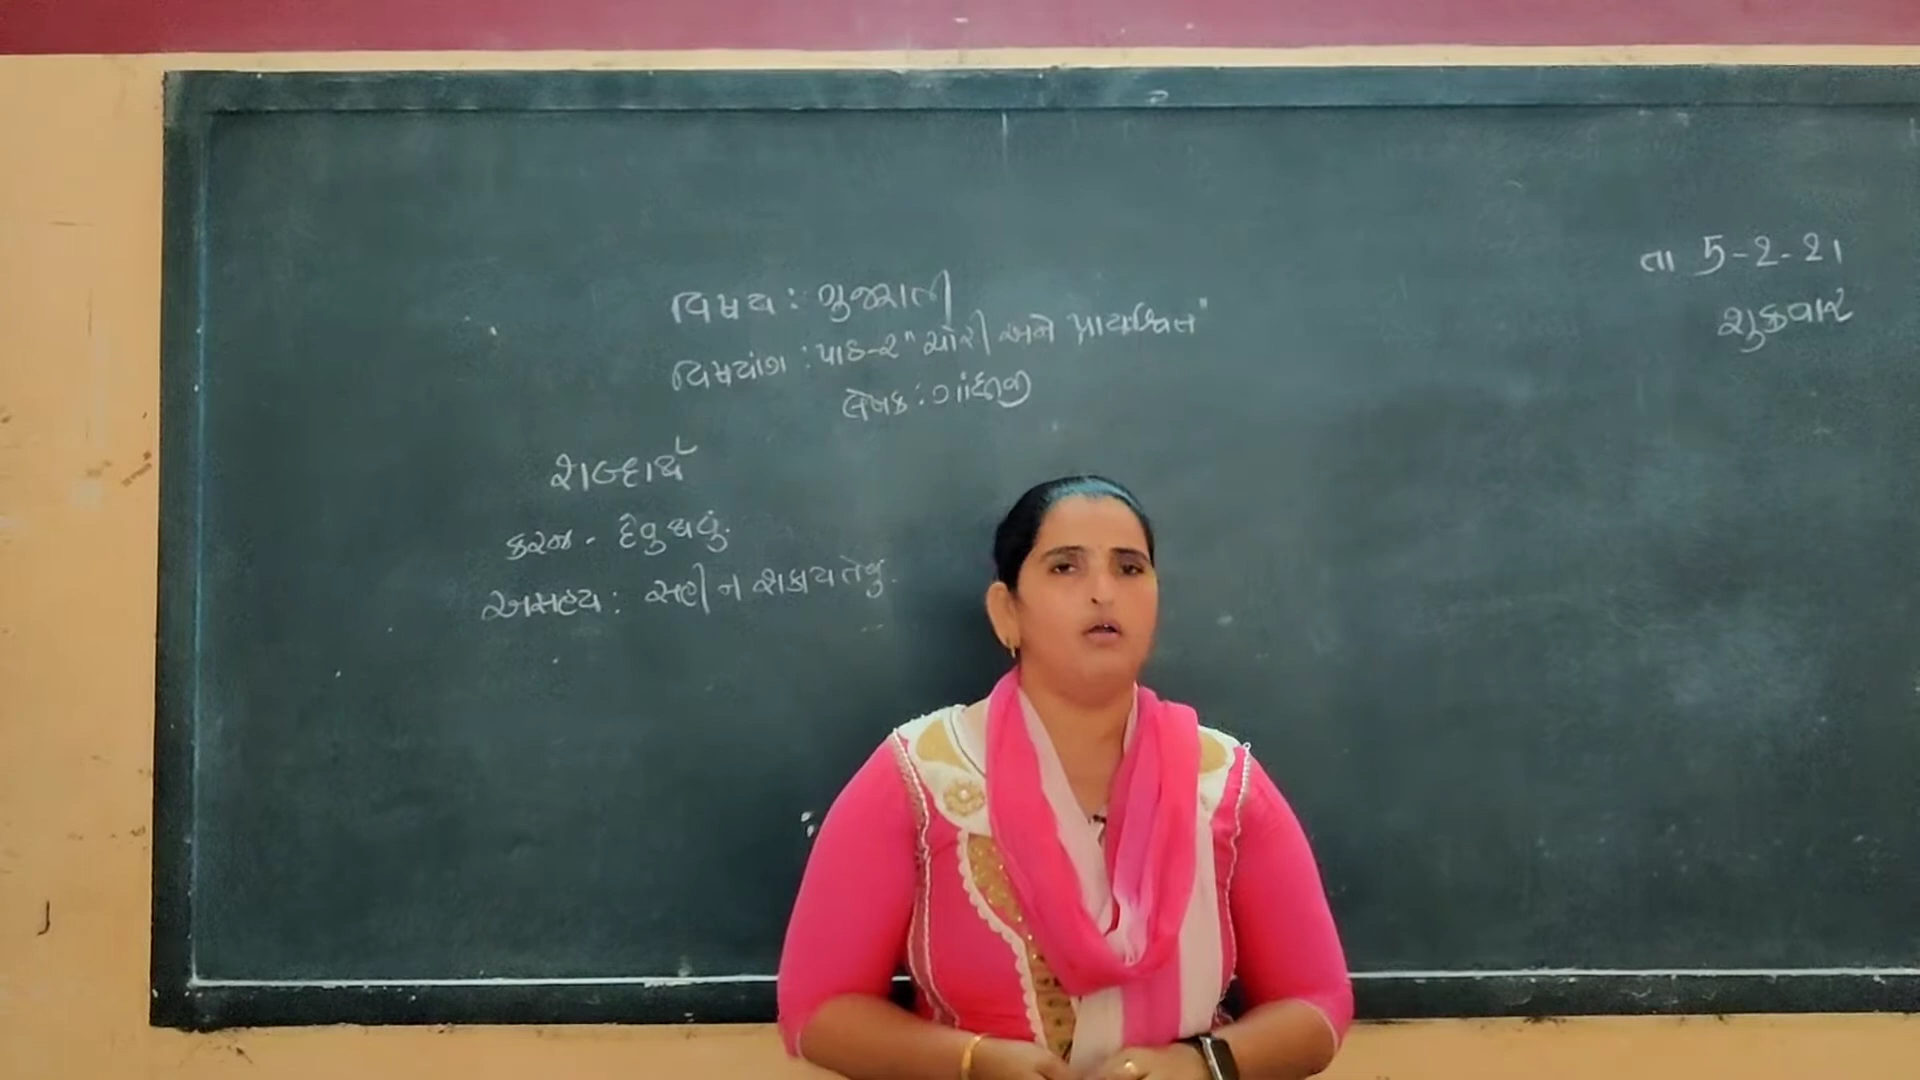 વિષય : ગુજરાતી
વિષયાંગ : પાઠ-2 "ચોરી અને પ્રાયશ્ચિત"
લેખક : ગાંધીજી
તા 5-2-21
શુક્રવાર
શબ્દાર્થ
કરજ - દેવુ થવું.
અસહ્ય : સહી ન શકાય તેવુ.